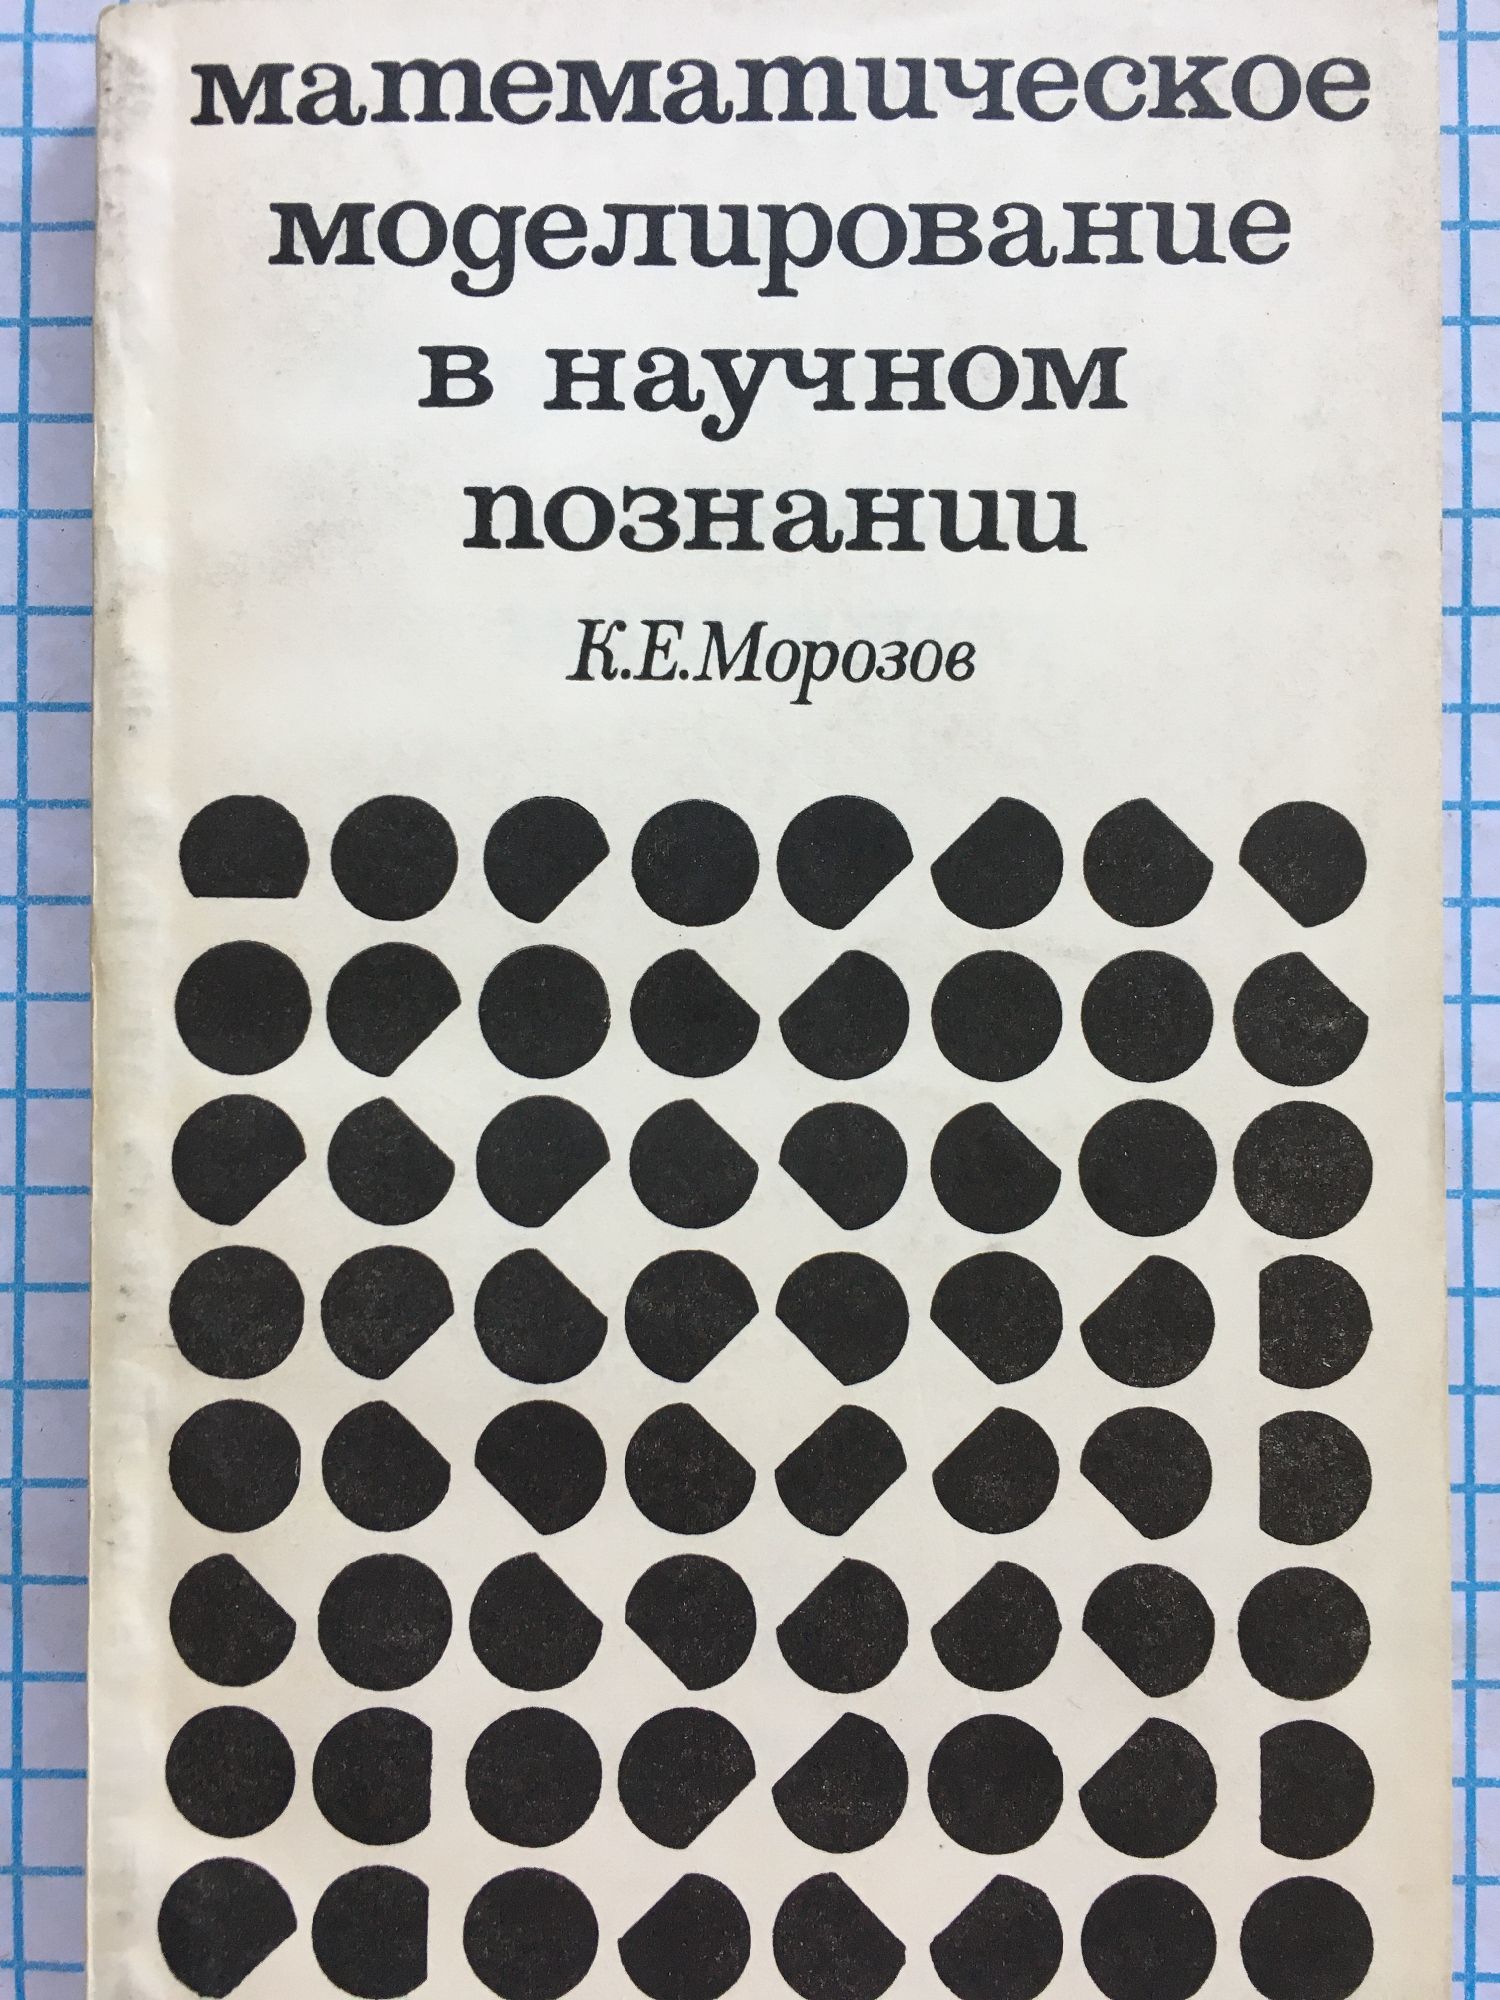 математическое
моделирование
в научном
познании
К.Е.Морозов